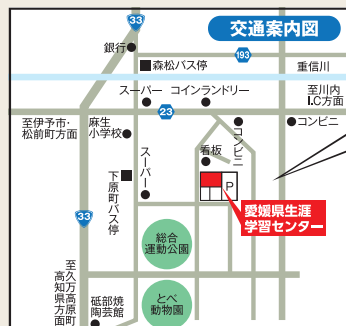 33
交通案内図
銀行
193
森松バス停
重信川
スーパー
コインランドリー
至川内
I.C方面
23
至伊予市・
松前町方面
麻生
小学校
コンビニ
コンビニ
看板
スーパー
下原町バス停
P
愛媛県生涯
学習センター
33
総合
運動公園
至久万高原町
高知県方面
砥部焼
陶芸館
とべ
動物園